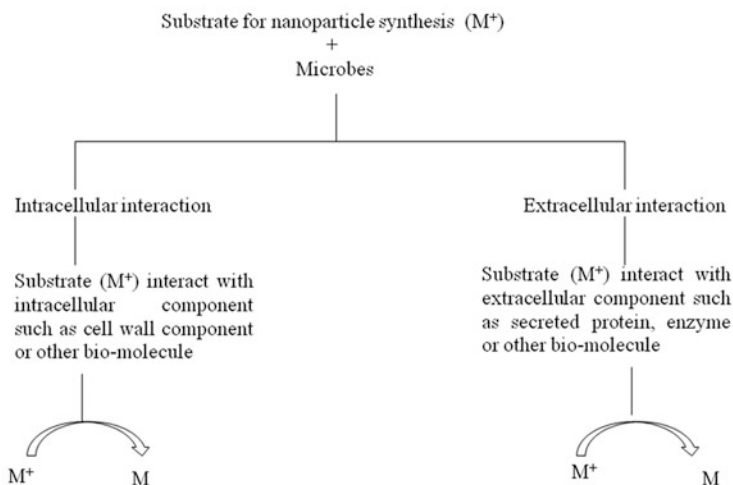 Substrate for nanoparticle synthesis (M⁺)
+
Microbes
Intracellular interaction
Extracellular interaction
Substrate (M⁺) interact with
intracellular component
such as cell wall component
or other bio-molecule
Substrate (M⁺) interact with
extracellular component such
as secreted protein, enzyme
or other bio-molecule
M⁺
M
M⁺
M